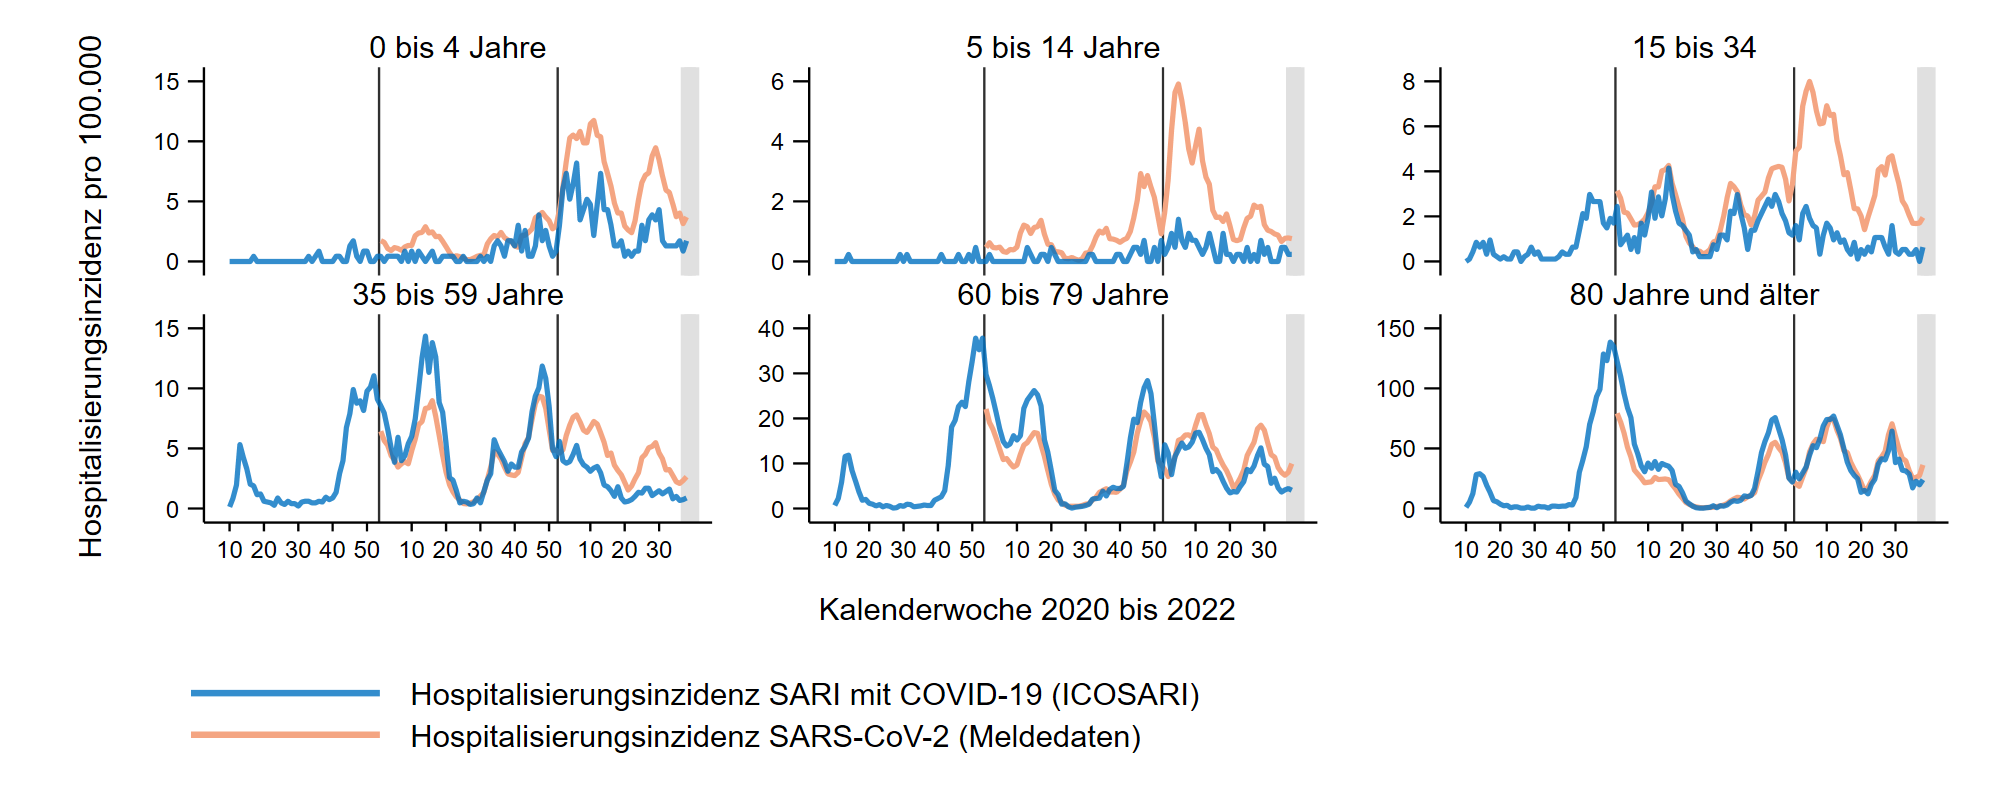 Hospitalisierungsinzidenz pro 100.000
0 bis 4 Jahre
15
10
5
0
5 bis 14 Jahre
6
4
2
0
15 bis 34
8
6
4
2
0
35 bis 59 Jahre
15
10
5
0
10 20 30 40 50 10 20 40 50 10 20 30
60 bis 79 Jahre
40
30
20
10
0
10 20 30 40 50 10 20 40 50 10 20 30
80 Jahre und älter
150
100
50
0
10 20 30 40 50 10 20 30 40 50 10 20 30
Kalenderwoche 2020 bis 2022
Hospitalisierungsinzidenz SARI mit COVID-19 (ICOSARI)
Hospitalisierungsinzidenz SARS-CoV-2 (Meldedaten)